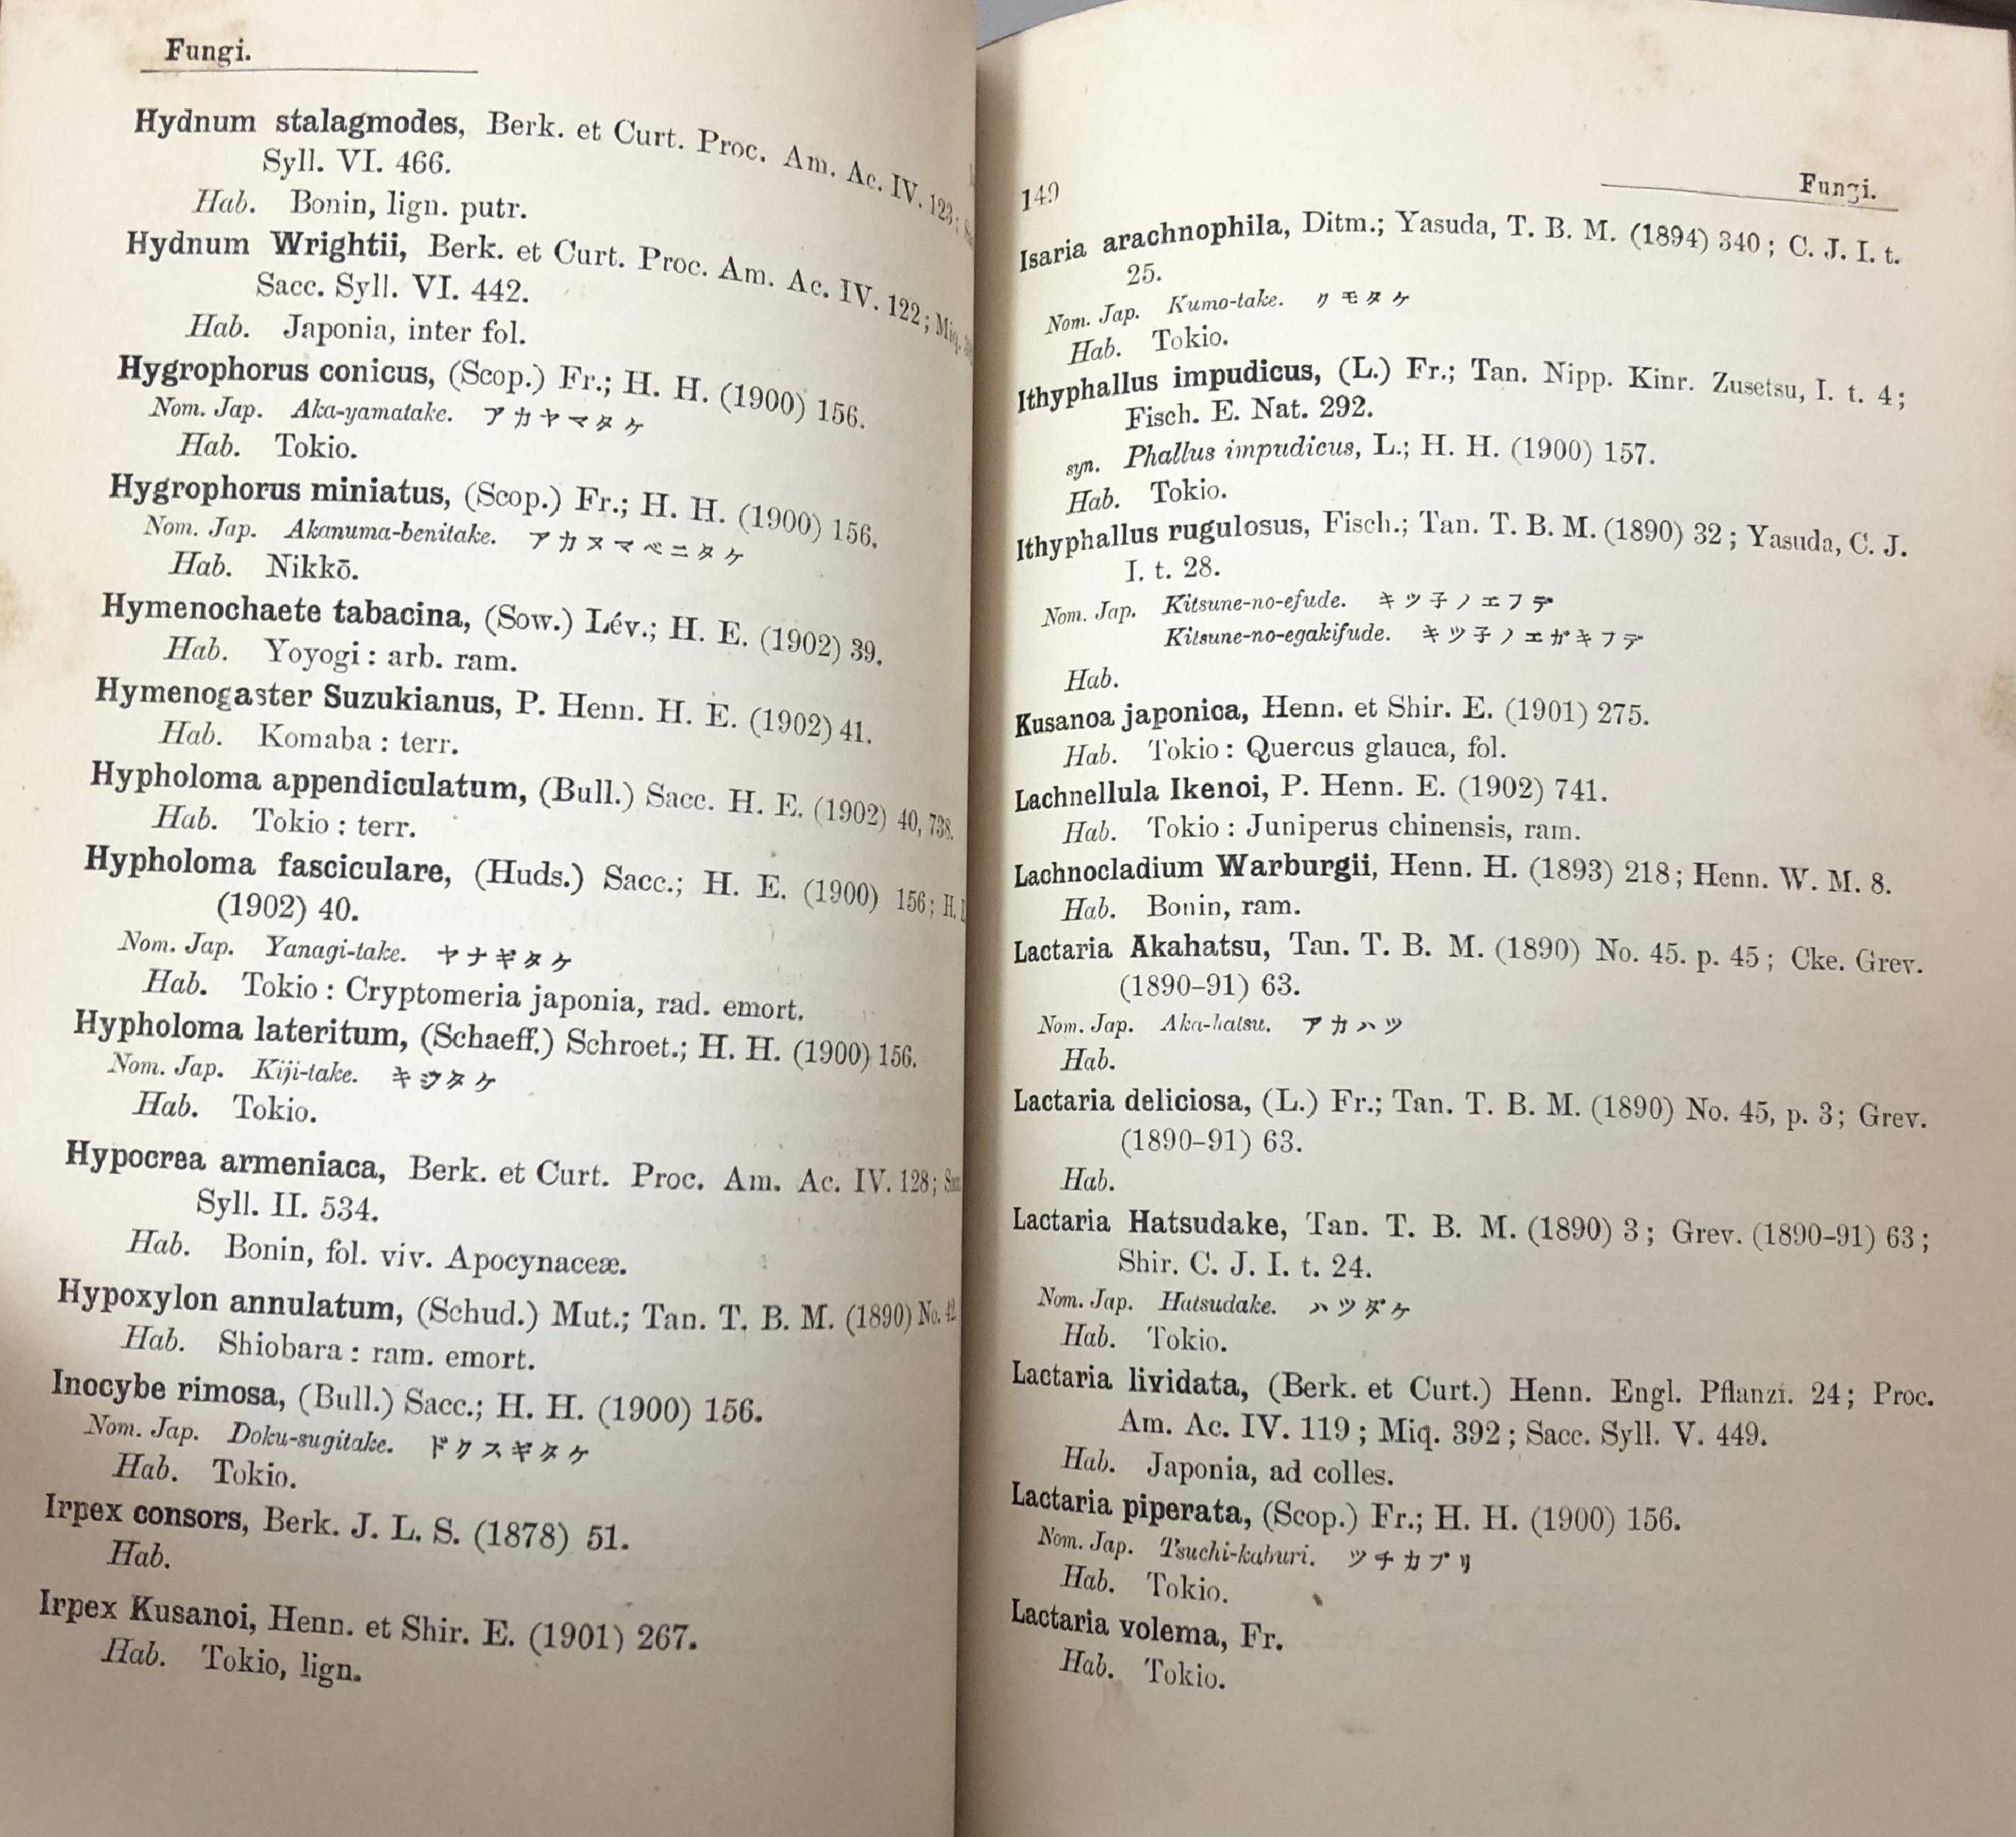 Fungi.
Hydnum stalagmodes, Berk. et Curt. Proc. Am. Ac. IV. 123;
Syll. VI. 466.
Hab. Bonin, lign. putr.
Hydnum Wrightii, Berk. et Curt. Proc. Am. Ac. IV. 122; Miq.
Sacc. Syll. VI. 442.
Hab. Japonia, inter fol.
Hygrophorus conicus, (Scop.) Fr.; H. H. (1900) 156.
Nom. Jap. Aka-yamatake. アカヤマタケ
Hab. Tokio.
Hygrophorus miniatus, (Scop.) Fr.; H. H. (1900) 156.
Nom. Jap. Akanuma-benitake. アカヌマベニタケ
Hab. Nikkō.
Hymenochaete tabacina, (Sow.) Lév.; H. E. (1902) 39.
Hab. Yoyogi : arb. ram.
Hymenogaster Suzukianus, P. Henn. H. E. (1902) 41.
Hab. Komaba : terr.
Hypholoma appendiculatum, (Bull.) Sacc. H. E. (1902) 40, 738.
Hab. Tokio : terr.
Hypholoma fasciculare, (Huds.) Sacc.; H. E. (1900) 156; H.
(1902) 40.
Nom. Jap. Yanagi-take. ヤナギタケ
Hab. Tokio : Cryptomeria japonia, rad. emort.
Hypholoma lateritum, (Schaeff.) Schroet.; H. H. (1900) 156.
Nom. Jap. Kiji-take. キジタケ
Hab. Tokio.
Hypocrea armeniaca, Berk. et Curt. Proc. Am. Ac. IV. 128;
Syll. II. 534.
Hab. Bonin, fol. viv. Apocynaceæ.
Hypoxylon annulatum, (Schud.) Mut.; Tan. T. B. M. (1890) No.
Hab. Shiobara : ram. emort.
Inocybe rimosa, (Bull.) Sacc.; H. H. (1900) 156.
Nom. Jap. Doku-sugitake. ドクスギタケ
Hab. Tokio.
Irpex consors, Berk. J. L. S. (1878) 51.
Hab.
Irpex Kusanoi, Henn. et Shir. E. (1901) 267.
Hab. Tokio, lign.
149
Fungi.
Isaria arachnophila, Ditm.; Yasuda, T. B. M. (1894) 340; C. J. I. t.
25.
Nom. Jap. Kumo-take. クモタケ
Hab. Tokio.
Ithyphallus impudicus, (L.) Fr.; Tan. Nipp. Kinr. Zusetsu, I. t. 4;
Fisch. E. Nat. 292.
syn. Phallus impudicus, L.; H. H. (1900) 157.
Hab. Tokio.
Ithyphallus rugulosus, Fisch.; Tan. T. B. M. (1890) 32; Yasuda, C. J.
I. t. 28.
Nom. Jap. Kitsune-no-efude. キツ子ノエフデ
Kitsune-no-egakifude. キツ子ノエガキフデ
Hab.
Kusanoa japonica, Henn. et Shir. E. (1901) 275.
Hab. Tokio : Quercus glauca, fol.
Lachnellula Ikenoi, P. Henn. E. (1902) 741.
Hab. Tokio : Juniperus chinensis, ram.
Lachnocladium Warburgii, Henn. H. (1893) 218; Henn. W. M. 8.
Hab. Bonin, ram.
Lactaria Akahatsu, Tan. T. B. M. (1890) No. 45. p. 45; Cke. Grev.
(1890-91) 63.
Nom. Jap. Aka-hatsu. アカハツ
Hab.
Lactaria deliciosa, (L.) Fr.; Tan. T. B. M. (1890) No. 45, p. 3; Grev.
(1890-91) 63.
Hab.
Lactaria Hatsudake, Tan. T. B. M. (1890) 3; Grev. (1890-91) 63;
Shir. C. J. I. t. 24.
Nom. Jap. Hatsudake. ハツダケ
Hab. Tokio.
Lactaria lividata, (Berk. et Curt.) Henn. Engl. Pflanzf. 24; Proc.
Am. Ac. IV. 119; Miq. 392; Sacc. Syll. V. 449.
Hab. Japonia, ad colles.
Lactaria piperata, (Scop.) Fr.; H. H. (1900) 156.
Nom. Jap. Tsuchi-kaburi. ツチカブリ
Hab. Tokio.
Lactaria volema, Fr.
Hab. Tokio.